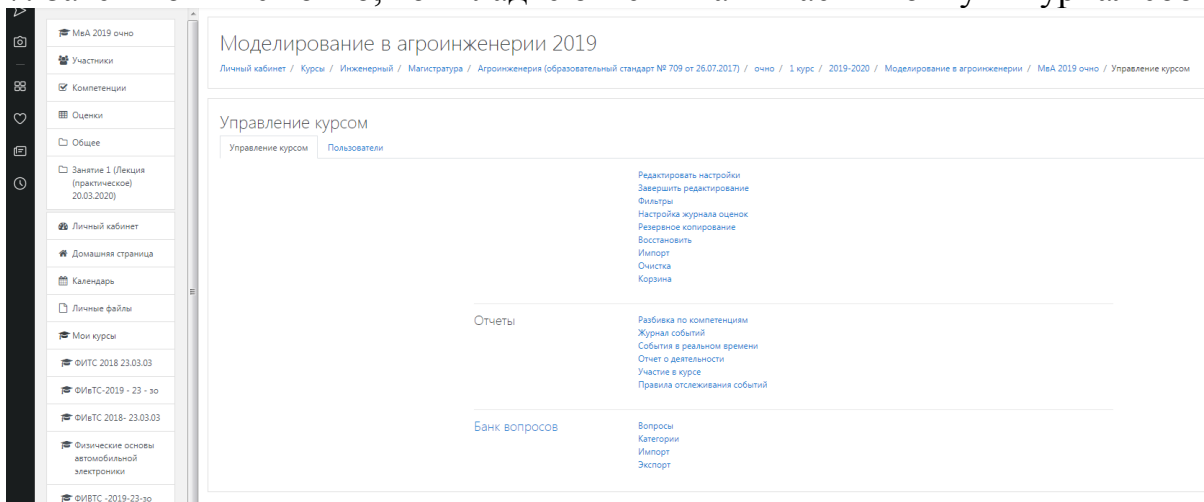 МвА 2019 очно
Участники
Компетенции
Оценки
Общее
Занятие 1 (Лекция
(практическое)
20.03.2020)
Личный кабинет
Домашняя страница
Календарь
Личные файлы
Мои курсы
ФИТС 2018 23.03.03
ФИвТС-2019 - 23 - зо
ФИвТС 2018- 23.03.03
Физические основы
автомобильной
электроники
ФИВТС -2019-23-зо
Моделирование в агроинженерии 2019
Личный кабинет / Курсы / Инженерный / Магистратура / Агроинженерия (образовательный стандарт № 709 от 26.07.2017) / очно / 1 курс / 2019-2020 / Моделирование в агроинженерии / МвА 2019 очно / Управление курсом
Управление курсом
Управление курсом Пользователи
Редактировать настройки
Завершить редактирование
Фильтры
Настройка журнала оценок
Резервное копирование
Восстановить
Импорт
Очистка
Корзина
Отчеты
Разбивка по компетенциям
Журнал событий
События в реальном времени
Отчет о деятельности
Участие в курсе
Правила отслеживания событий
Банк вопросов
Вопросы
Категории
Импорт
Экспорт